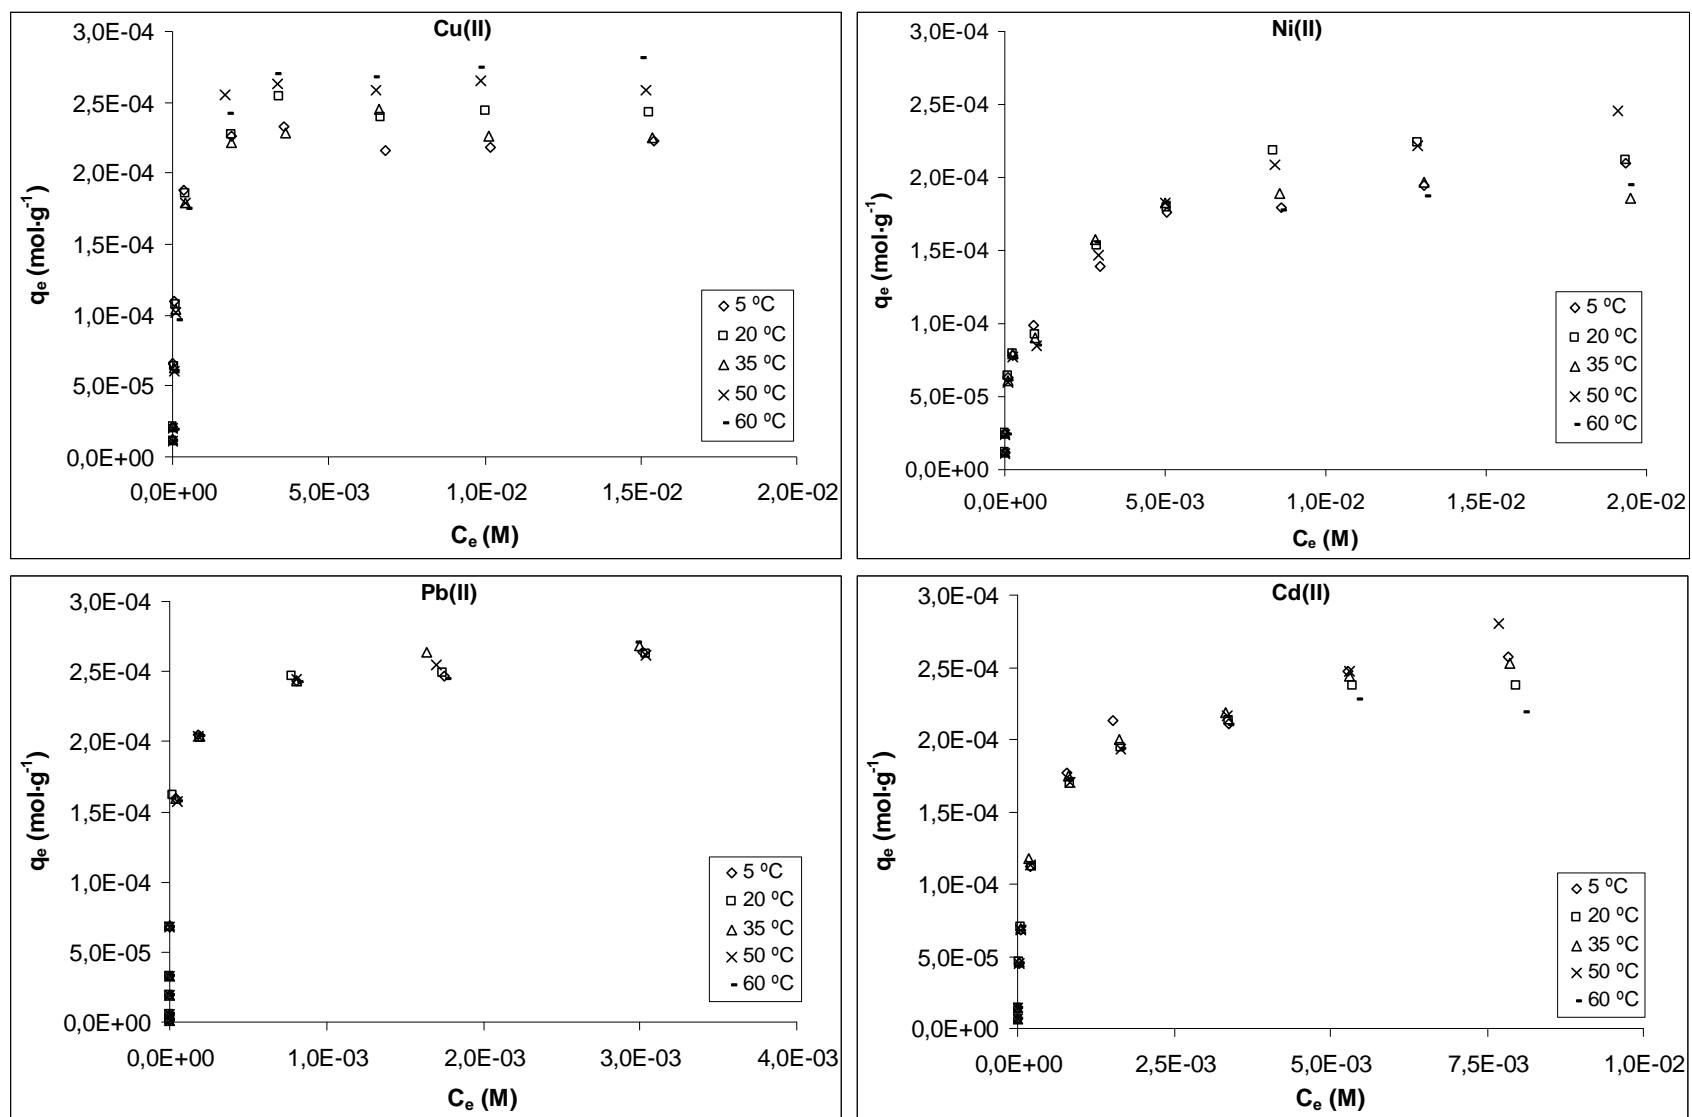 Cu(II)
3,0E-04
2,5E-04
2,0E-04
1,5E-04
1,0E-04
5,0E-05
0,0E+00
qe (mol·g-1)
0,0E+00 5,0E-03 1,0E-02 1,5E-02 2,0E-02
Ce (M)
5 ºC
20 ºC
35 ºC
50 ºC
60 ºC
Ni(II)
3,0E-04
2,5E-04
2,0E-04
1,5E-04
1,0E-04
5,0E-05
0,0E+00
qe (mol·g-1)
0,0E+00 5,0E-03 1,0E-02 1,5E-02 2,0E-02
Ce (M)
5 ºC
20 ºC
35 ºC
50 ºC
60 ºC
Pb(II)
3,0E-04
2,5E-04
2,0E-04
1,5E-04
1,0E-04
5,0E-05
0,0E+00
qe (mol·g-1)
0,0E+00 1,0E-03 2,0E-03 3,0E-03 4,0E-03
Ce (M)
5 ºC
20 ºC
35 ºC
50 ºC
60 ºC
Cd(II)
3,0E-04
2,5E-04
2,0E-04
1,5E-04
1,0E-04
5,0E-05
0,0E+00
qe (mol·g-1)
0,0E+00 2,5E-03 5,0E-03 7,5E-03 1,0E-02
Ce (M)
5 ºC
20 ºC
35 ºC
50 ºC
60 ºC